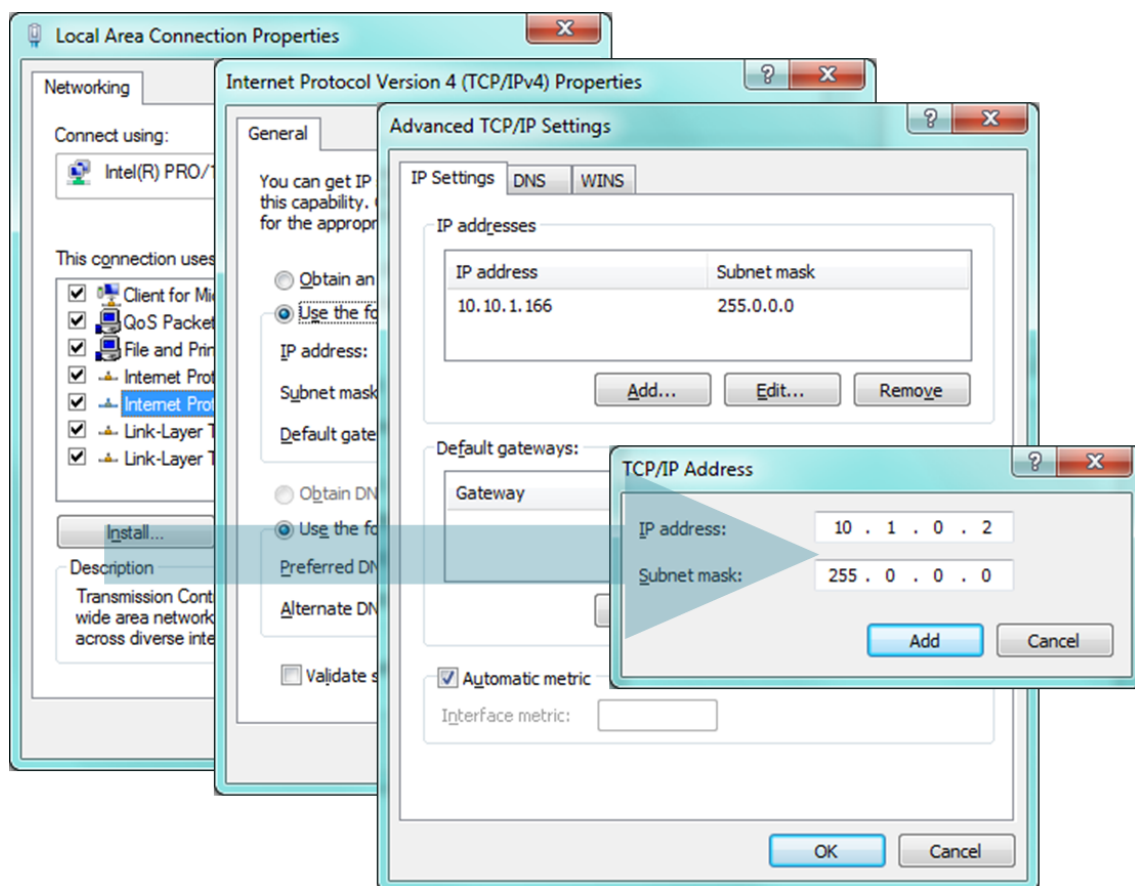 Local Area Connection Properties
Networking
Connect using:
Intel(R) PRO/1
This connection uses
Client for Mi
QoS Packet
File and Prin
Internet Prot
Internet Prot
Link-Layer T
Link-Layer T
Install...
Description
Transmission Cont
wide area network
across diverse inte
Internet Protocol Version 4 (TCP/IPv4) Properties
General
You can get IP
this capability.
for the appropr
Obtain an
Use the fo
IP address:
Subnet mask
Default gate
Obtain DN
Use the fo
Preferred DN
Alternate DN
Validate s
Advanced TCP/IP Settings
IP Settings DNS WINS
IP addresses
IP address Subnet mask
10.10.1.166 255.0.0.0
Add... Edit... Remove
Default gateways:
Gateway
Automatic metric
Interface metric:
OK Cancel
TCP/IP Address
IP address: 10 . 1 . 0 . 2
Subnet mask: 255 . 0 . 0 . 0
Add Cancel